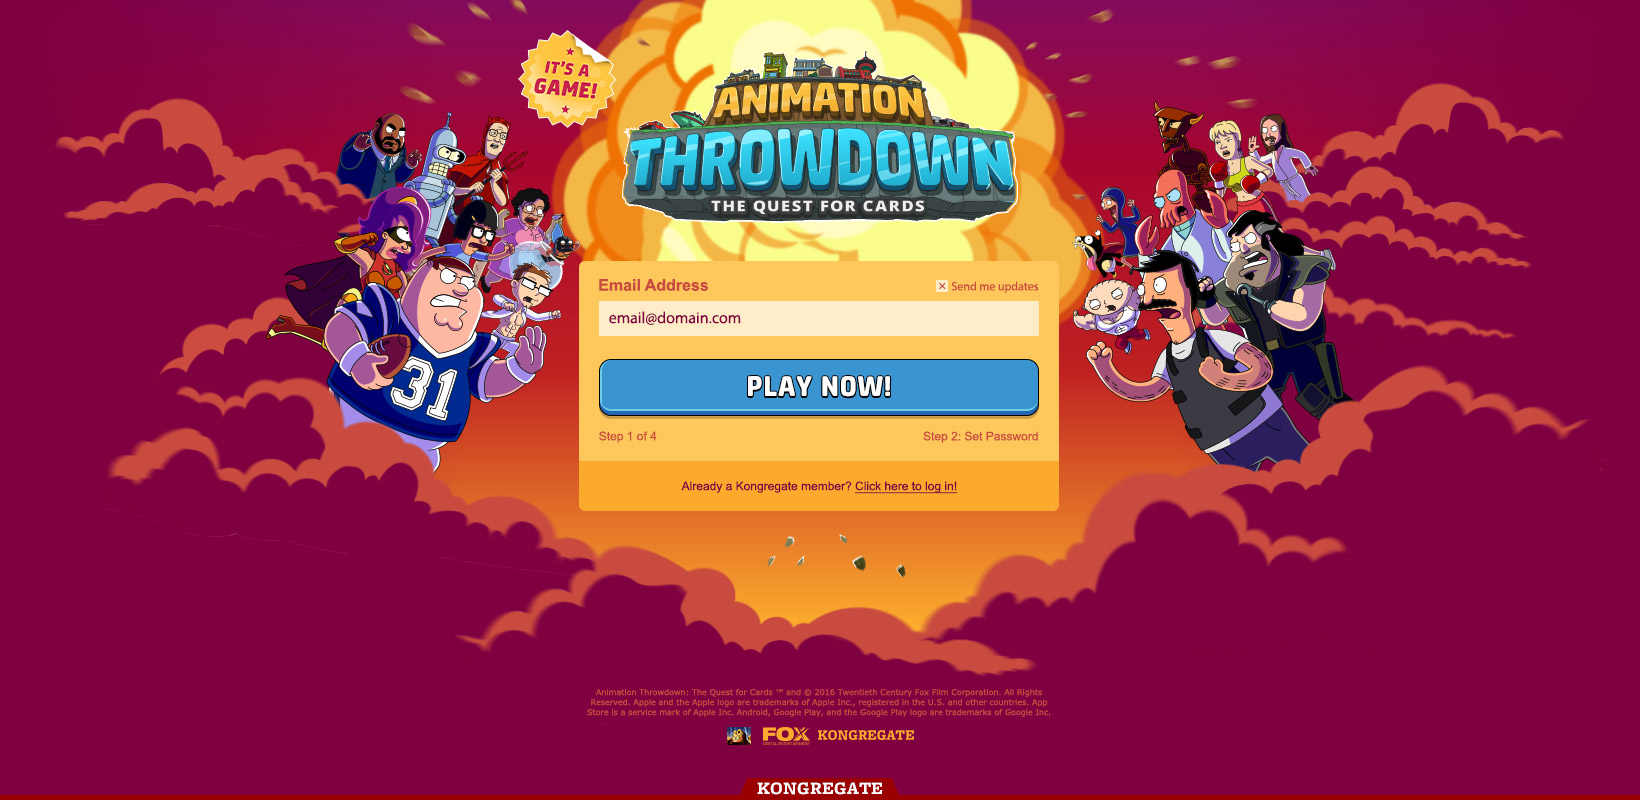 IT'S A
GAME!
ANIMATION
THROWDOWN
THE QUEST FOR CARDS
Email Address
Send me updates
email@domain.com
PLAY NOW!
Step 1 of 4
Step 2: Set Password
Already a Kongregate member? Click here to log in!
31
Animation Throwdown: The Quest for Cards ™ and © 2016 Twentieth Century Fox Film Corporation. All Rights
Reserved. Apple and the Apple logo are trademarks of Apple Inc., registered in the U.S. and other countries. App
Store is a service mark of Apple Inc. Android, Google Play, and the Google Play logo are trademarks of Google Inc.
FOX
DIGITAL ENTERTAINMENT
KONGREGATE
KONGREGATE